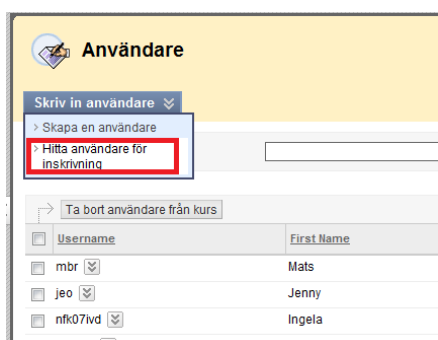 Användare
Skriv in användare
> Skapa en användare
> Hitta användare för
inskrivning
Ta bort användare från kurs
Username First Name
mbr Mats
jeo Jenny
nfk07ivd Ingela